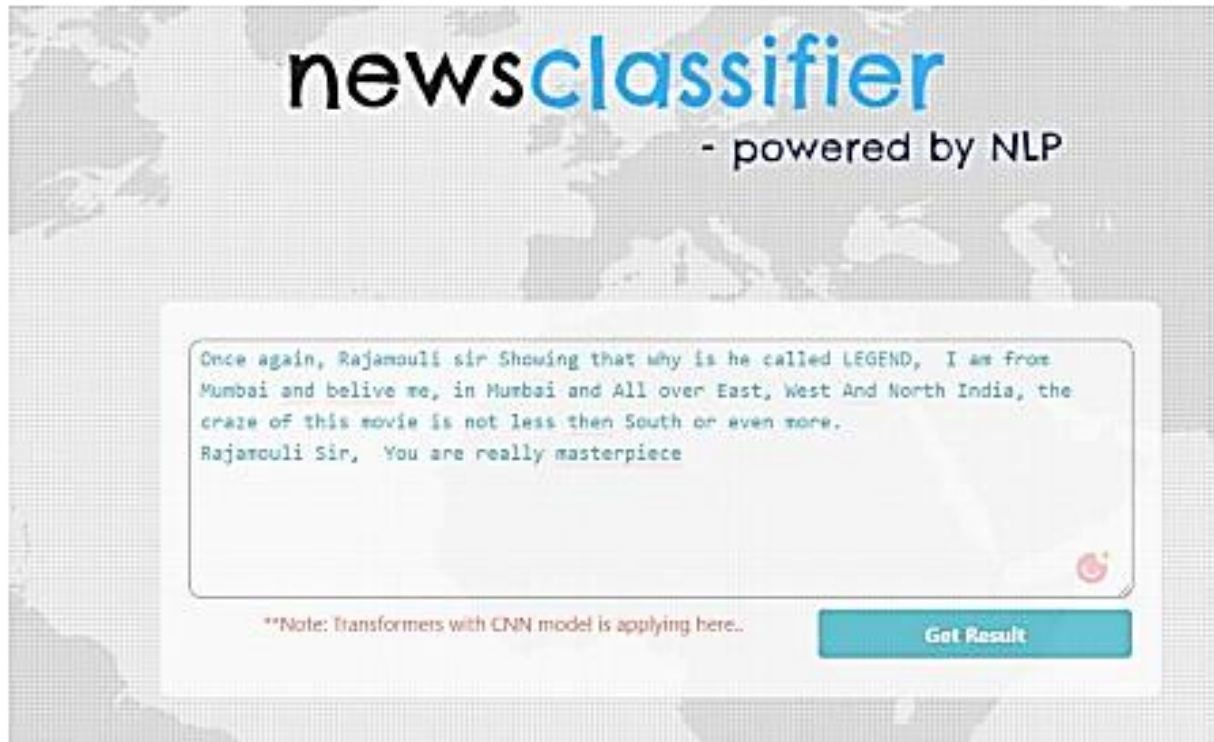 newsclassifier
- powered by NLP
Once again, Rajamouli sir Showing that why is he called LEGEND,  I am from
Mumbai and belive me, in Mumbai and All over East, West And North India, the
craze of this movie is not less then South or even more.
Rajamouli Sir,  You are really masterpiece
**Note: Transformers with CNN model is applying here..
Get Result